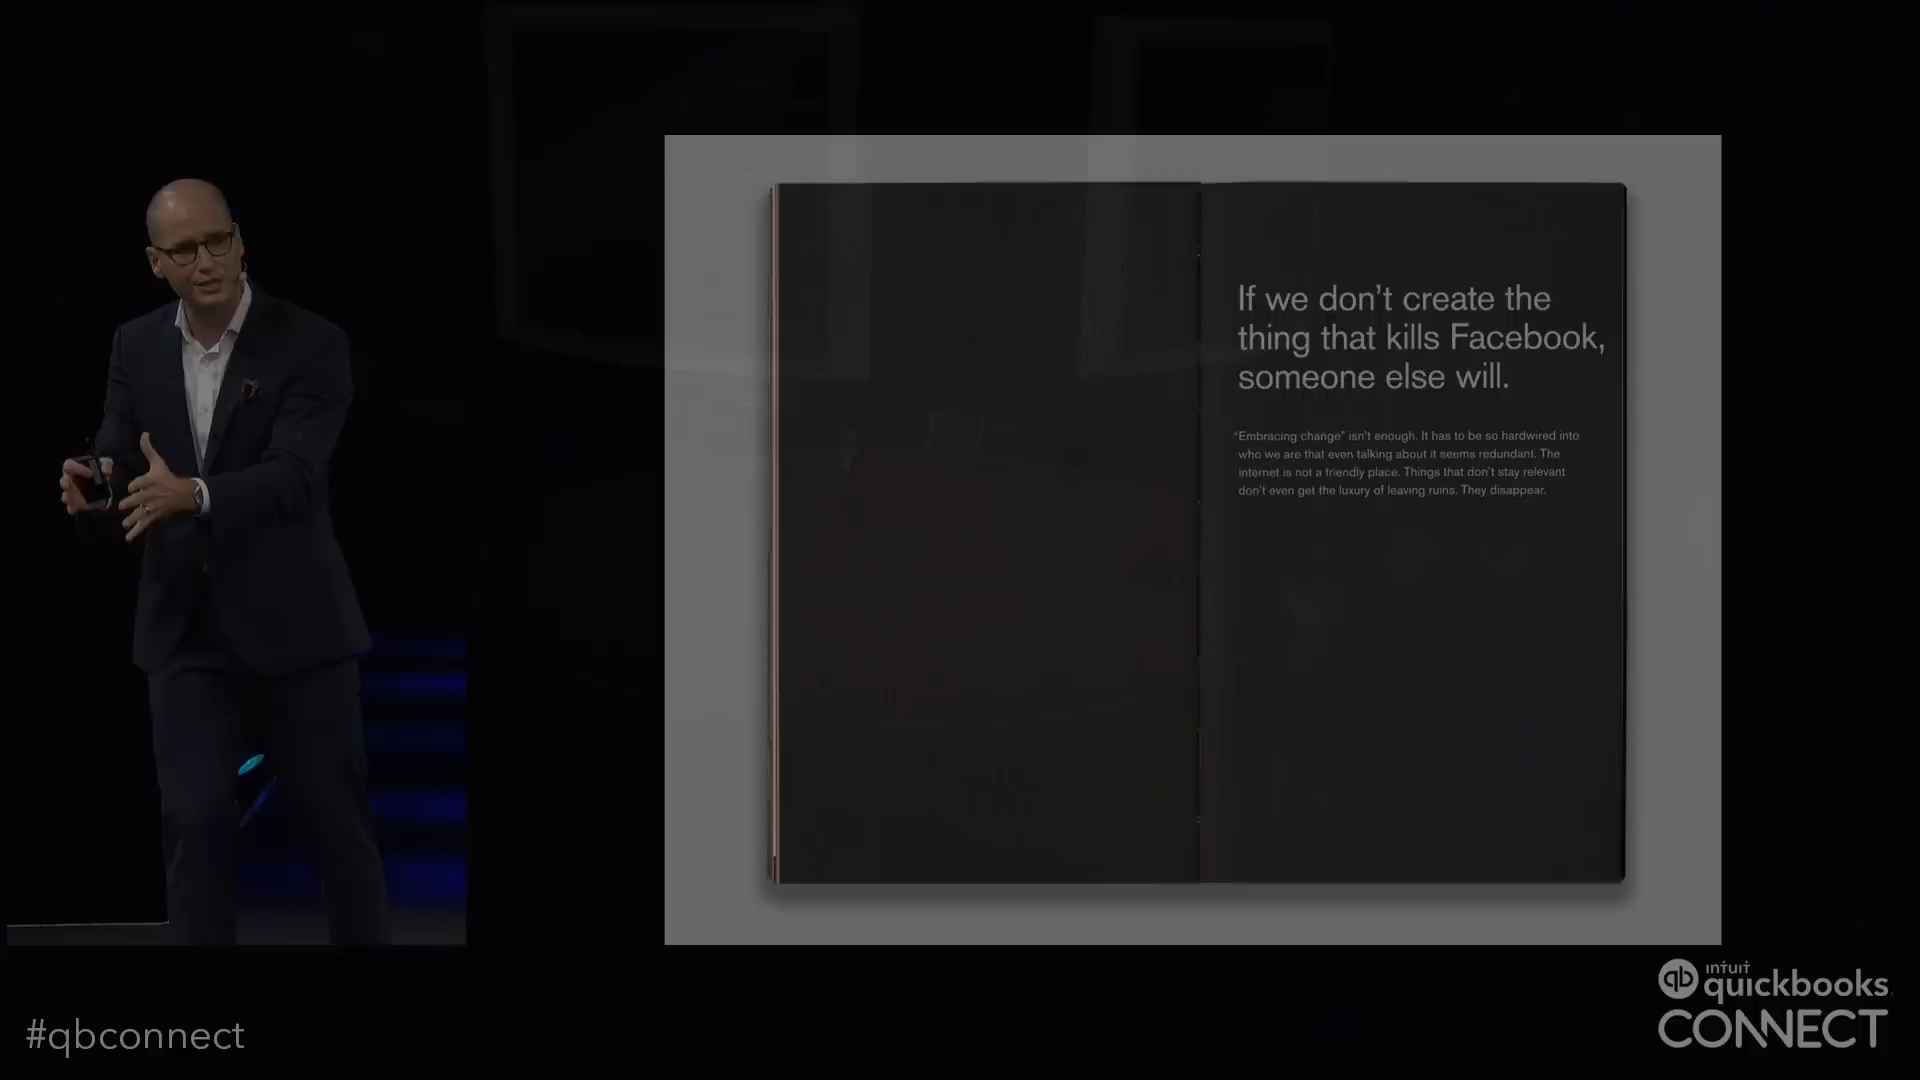 If we don't create the
thing that kills Facebook,
someone else will.
"Embracing change" isn't enough. It has to be so hardwired into
who we are that even talking about it seems redundant. The
internet is not a friendly place. Things that don't stay relevant
don't even get the luxury of leaving ruins. They disappear.
qb
ıntuıt
quickbooks.
CONNECT
#qbconnect